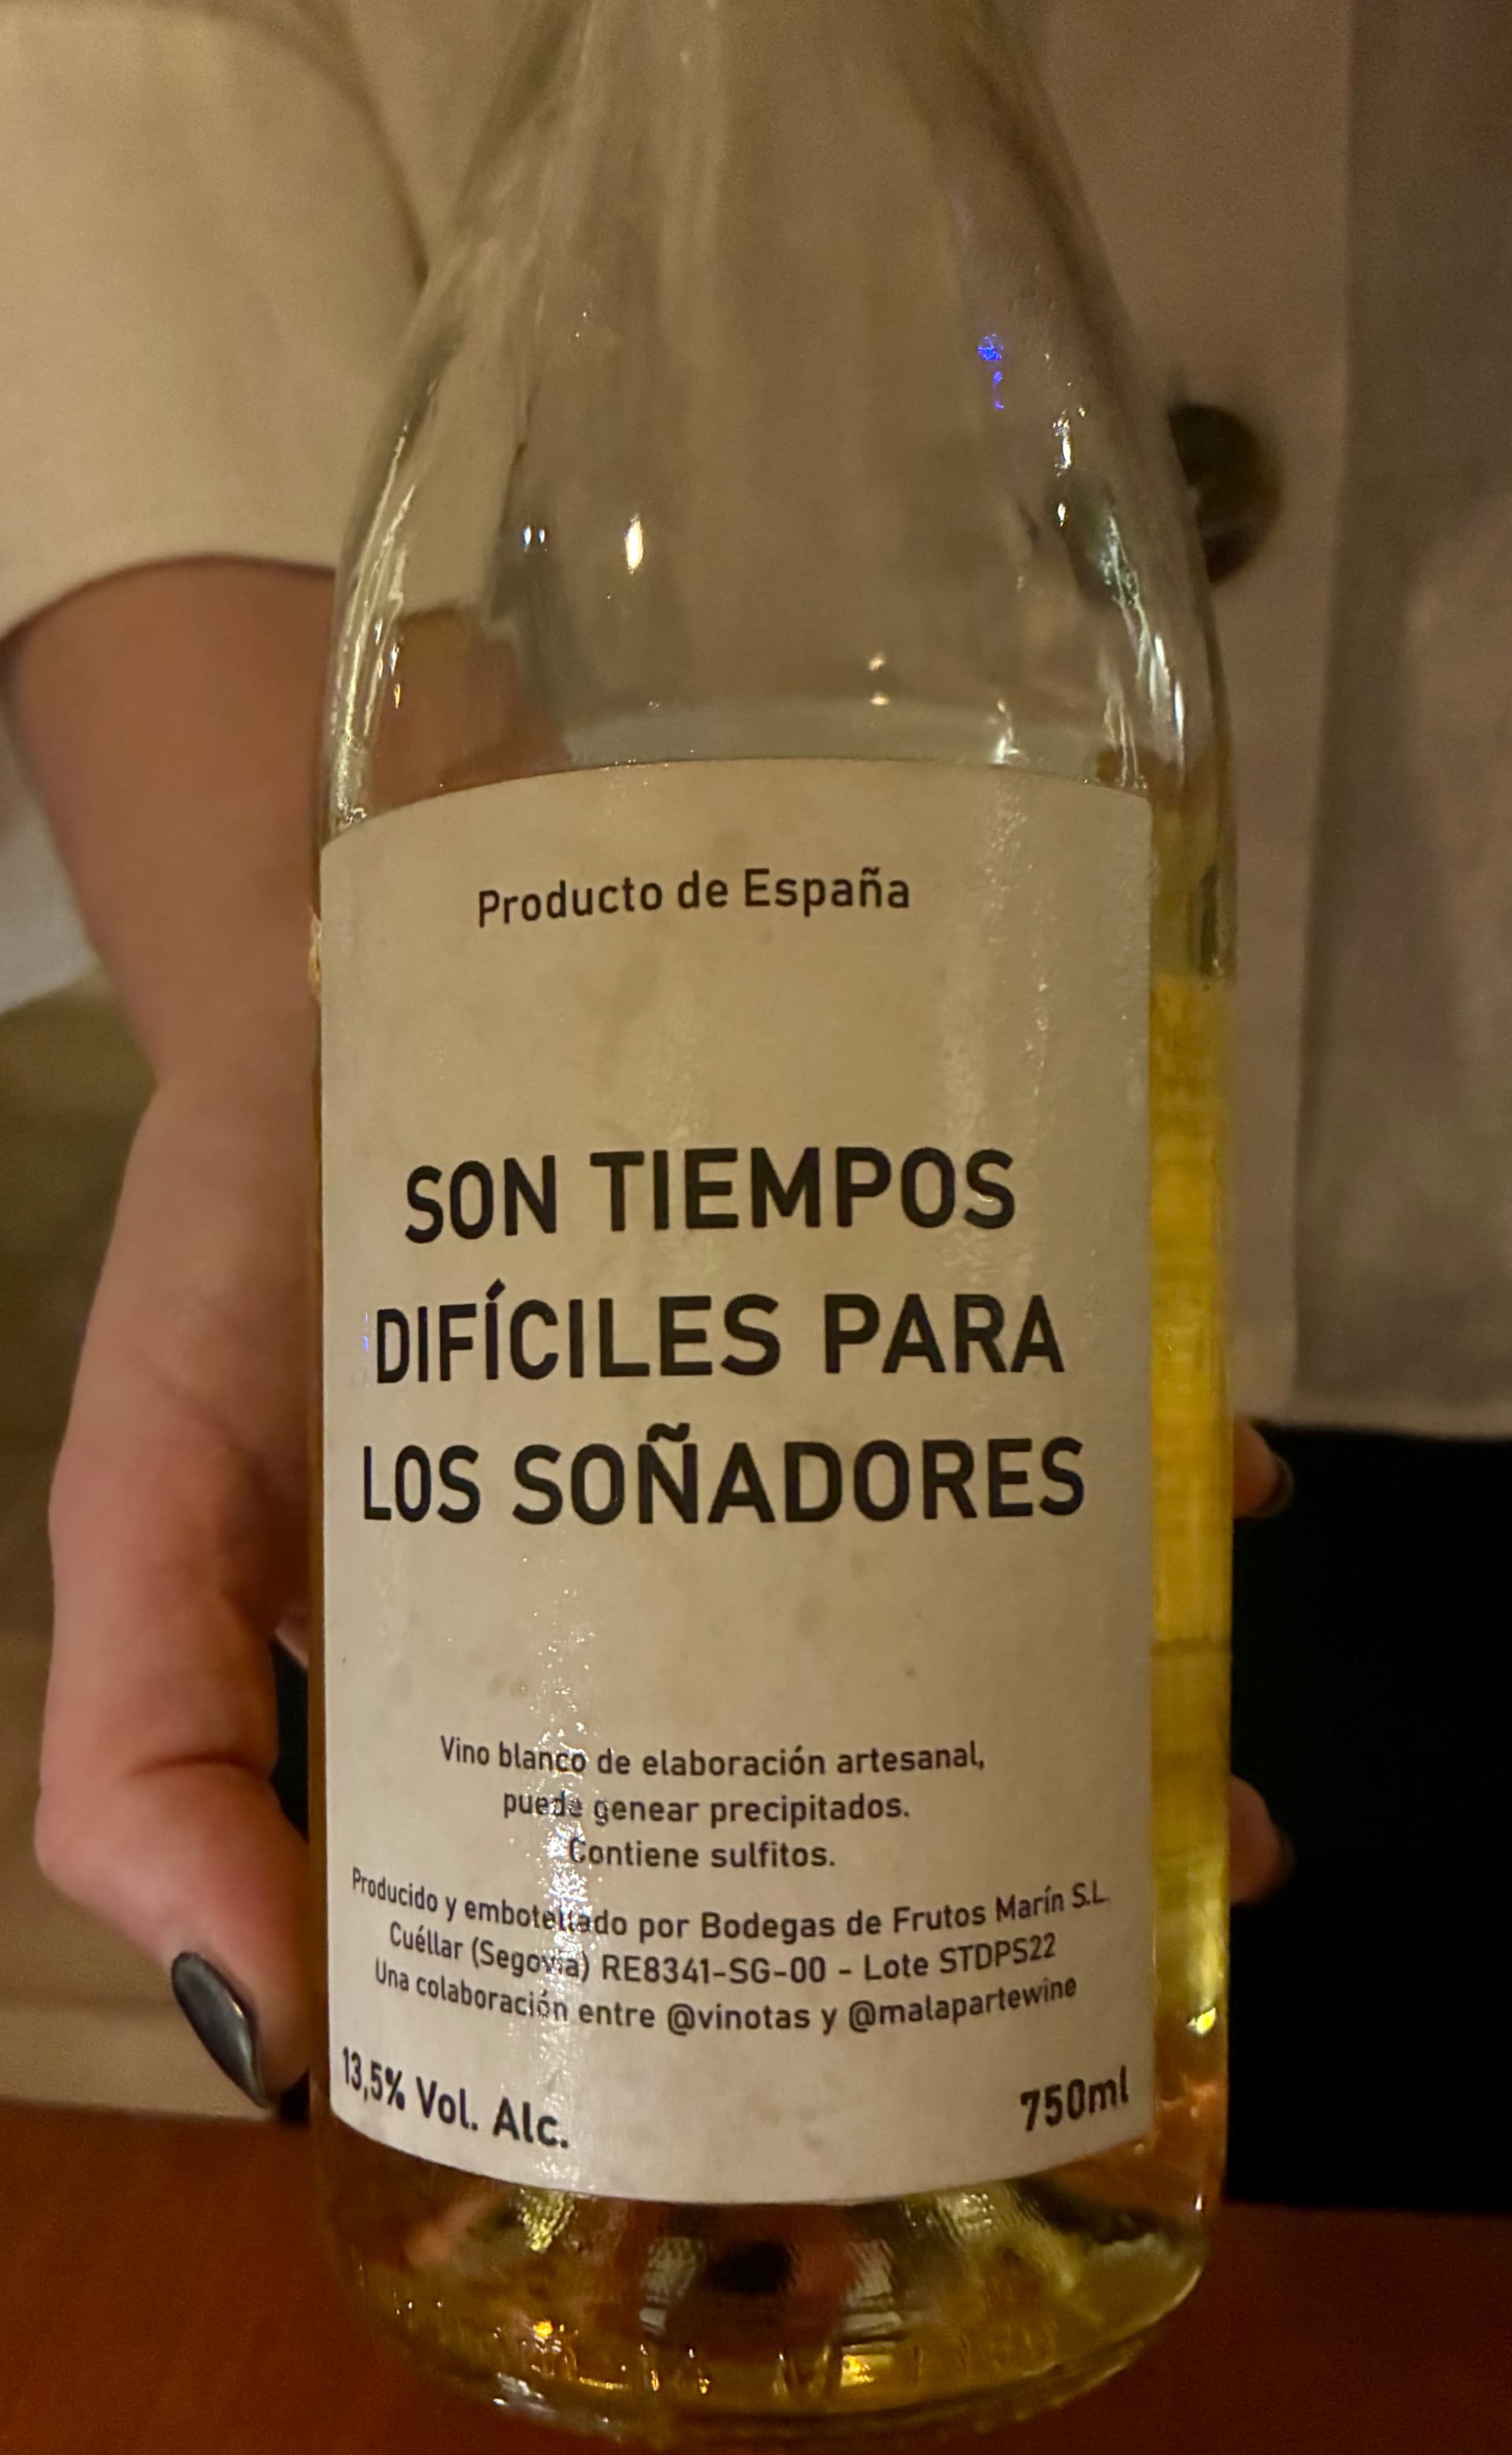 Producto de España
SON TIEMPOS
DIFÍCILES PARA
LOS SOÑADORES
Vino blanco de elaboración artesanal,
puede genear precipitados.
Contiene sulfitos.
Producido y embotellado por Bodegas de Frutos Marín S.L.
Cuéllar (Segovia) RE8341-SG-00 - Lote STDPS22
Una colaboración entre @vinotas y @malapartewine
13,5% Vol. Alc.
750ml